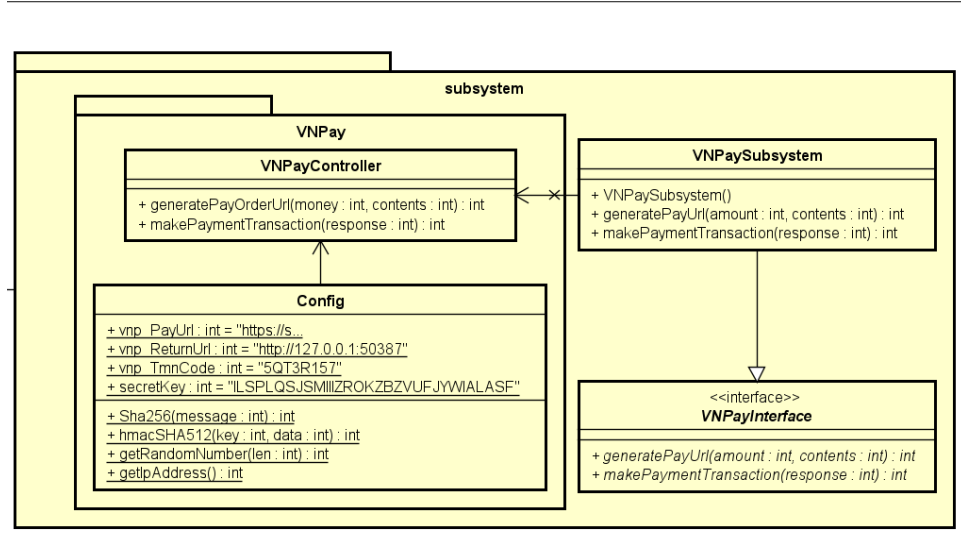 subsystem
VNPay
VNPayController
+ generatePayOrderUrl(money : int, contents : int) : int
+ makePaymentTransaction(response : int) : int
VNPaySubsystem
+ VNPaySubsystem()
+ generatePayUrl(amount : int, contents : int) : int
+ makePaymentTransaction(response : int) : int
Config
+ vnp_PayUrl : int = "https://s...
+ vnp_ReturnUrl : int = "http://127.0.0.1:50387"
+ vnp_TmnCode : int = "5QT3R157"
+ secretKey : int = "ILSPLQSJSMIIIZROKZBZVUFJYWIALASF"
+ Sha256(message : int) : int
+ hmacSHA512(key : int, data : int) : int
+ getRandomNumber(len : int) : int
+ getIpAddress() : int
<<interface>>
VNPayInterface
+ generatePayUrl(amount : int, contents : int) : int
+ makePaymentTransaction(response : int) : int